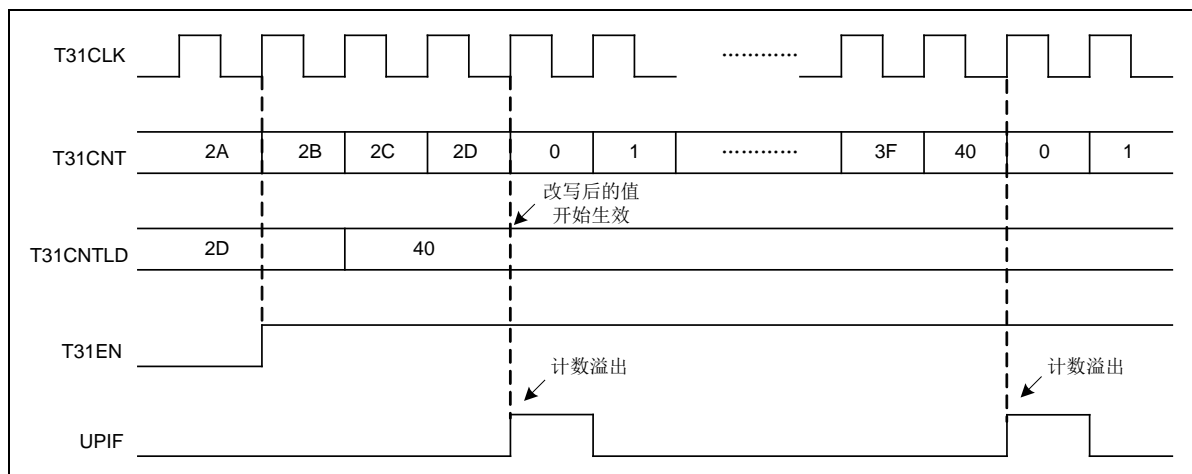 T31CLK
…………
T31CNT 2A 2B 2C 2D 0 1 ………… 3F 40 0 1
改写后的值
开始生效
T31CNTLD 2D 40
T31EN
计数溢出 计数溢出
UPIF